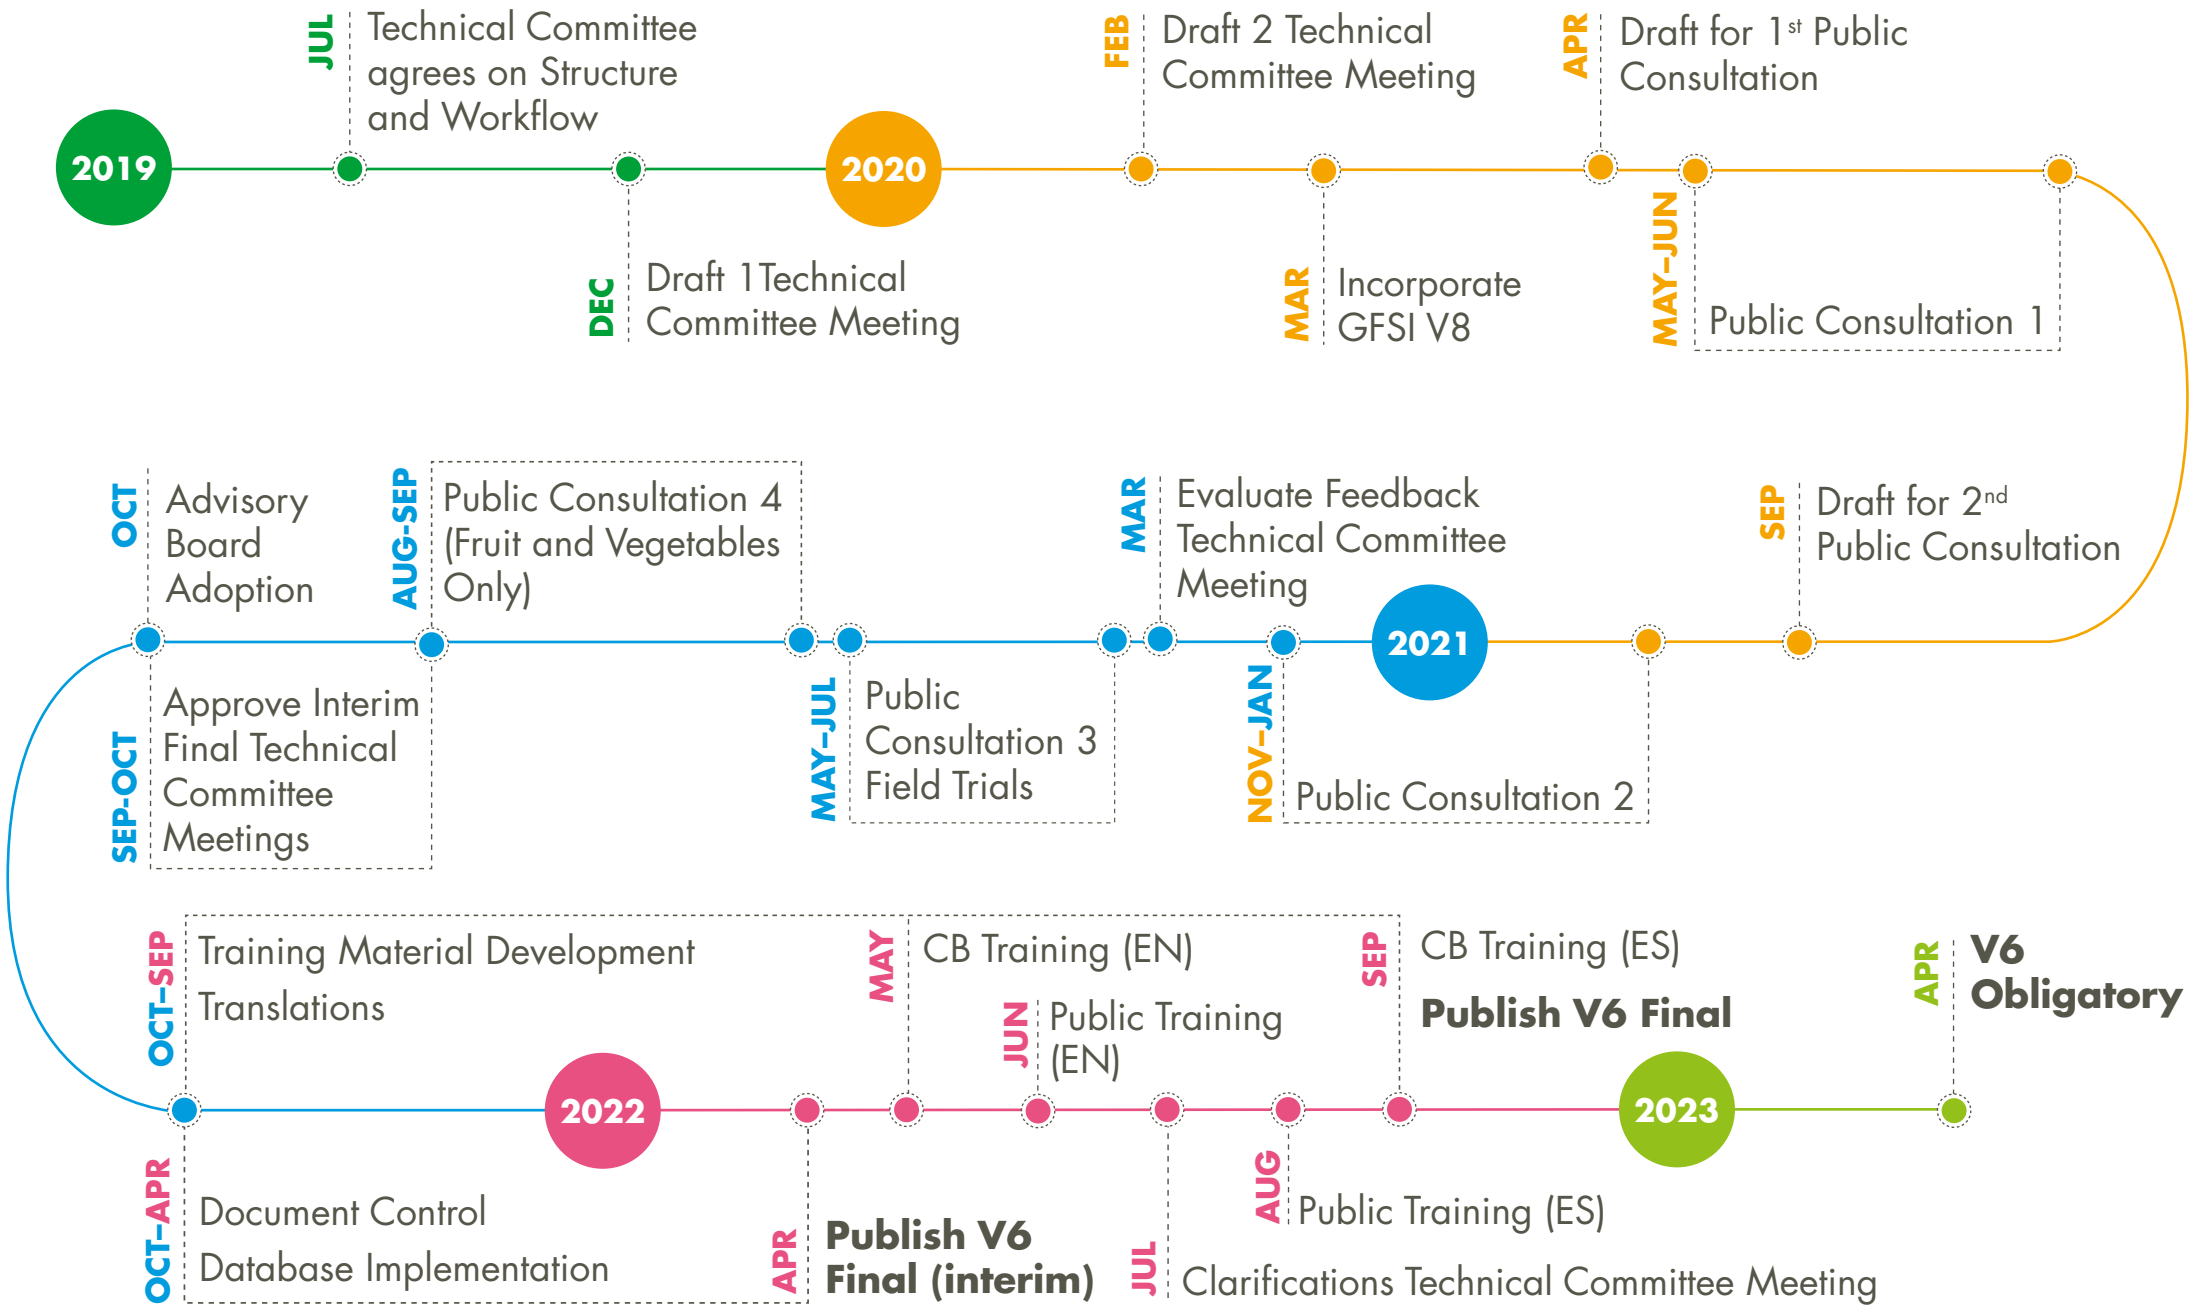 2019
JUL
Technical Committee
agrees on Structure
and Workflow
DEC
Draft 1Technical
Committee Meeting
2020
FEB
Draft 2 Technical
Committee Meeting
MAR
Incorporate
GFSI V8
APR
Draft for 1st Public
Consultation
MAY–JUN
Public Consultation 1
SEP
Draft for 2nd
Public Consultation
NOV–JAN
Public Consultation 2
2021
MAR
Evaluate Feedback
Technical Committee
Meeting
MAY–JUL
Public
Consultation 3
Field Trials
AUG-SEP
Public Consultation 4
(Fruit and Vegetables
Only)
SEP-OCT
Approve Interim
Final Technical
Committee
Meetings
OCT
Advisory
Board
Adoption
OCT–SEP
Training Material Development
Translations
OCT–APR
Document Control
Database Implementation
2022
APR
Publish V6
Final (interim)
MAY
CB Training (EN)
JUN
Public Training
(EN)
JUL
Clarifications Technical Committee Meeting
AUG
Public Training (ES)
SEP
CB Training (ES)
Publish V6 Final
2023
APR
V6
Obligatory